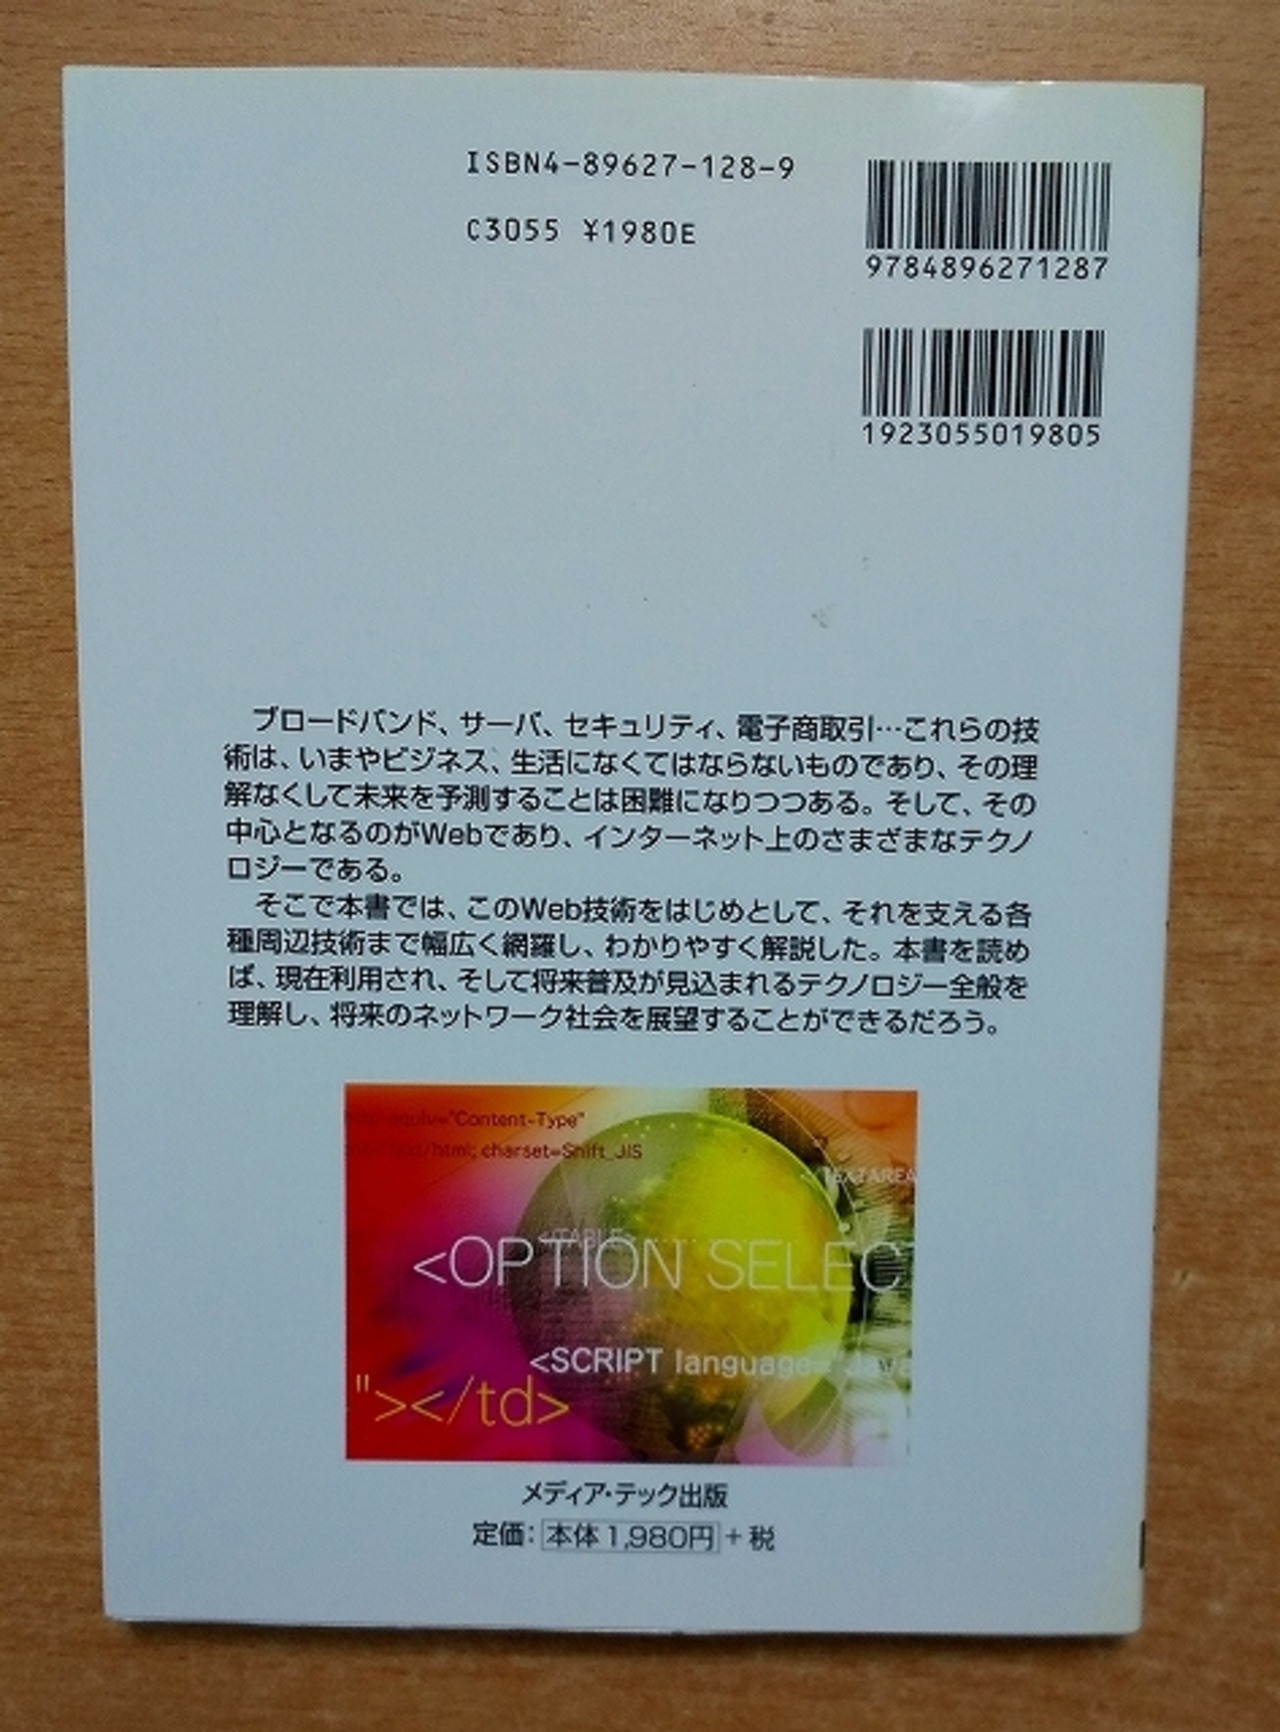 ISBN4-89627-128-9
C3055 ¥1980E
9784896271287
1923055019805
ブロードバンド、サーバ、セキュリティ、電子商取引…これらの技
術は、いまやビジネス、生活になくてはならないものであり、その理
解なくして未来を予測することは困難になりつつある。そして、その
中心となるのがWebであり、インターネット上のさまざまなテクノ
ロジーである。
そこで本書では、このWeb技術をはじめとして、それを支える各
種周辺技術まで幅広く網羅し、わかりやすく解説した。本書を読め
ば、現在利用され、そして将来普及が見込まれるテクノロジー全般を
理解し、将来のネットワーク社会を展望することができるだろう。
equiv="Content-Type"
text/html; charset=Shift_JIS
TEXTAREA
<TABLE
<OPTION SELEC
<SCRIPT language="Java
"></td>
メディア・テック出版
定価：本体1,980円+税